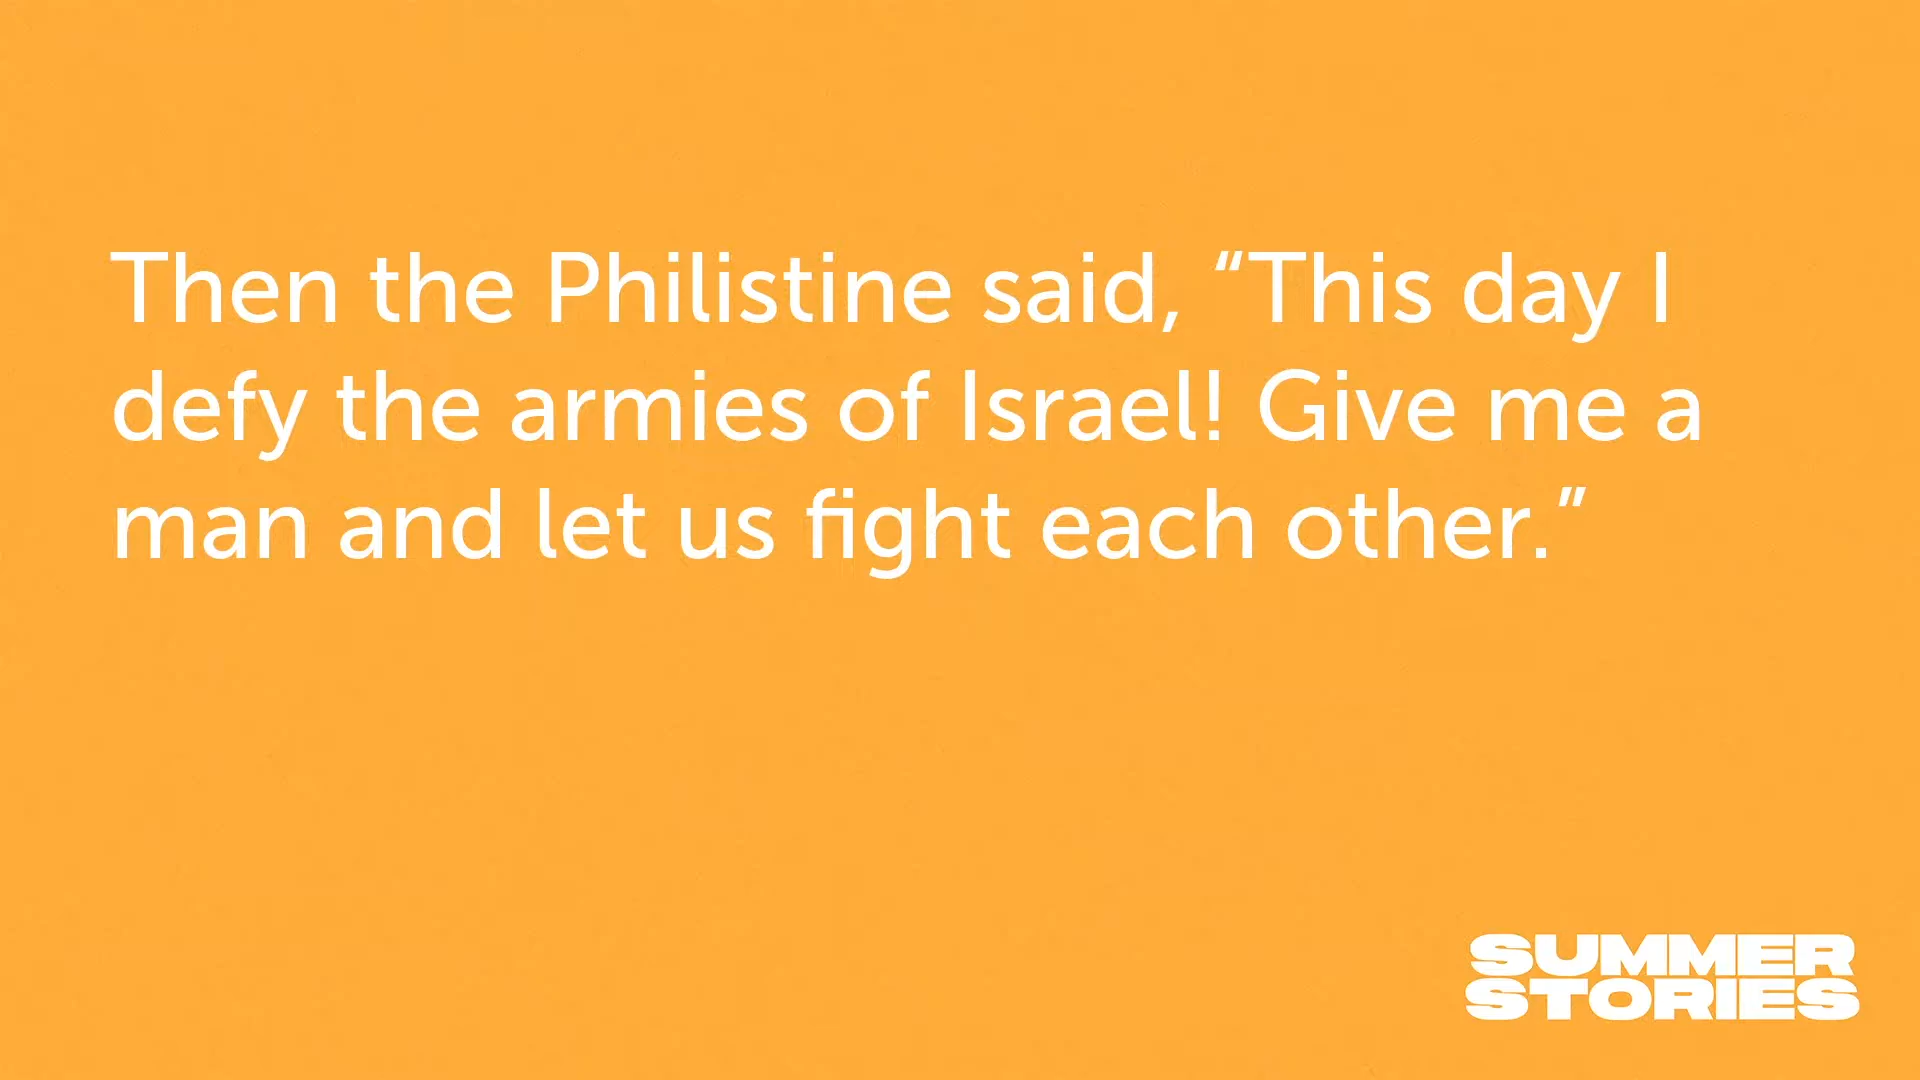 Then the Philistine said, “This day I
defy the armies of Israel! Give me a
man and let us fight each other.”
SUMMER
STORIES